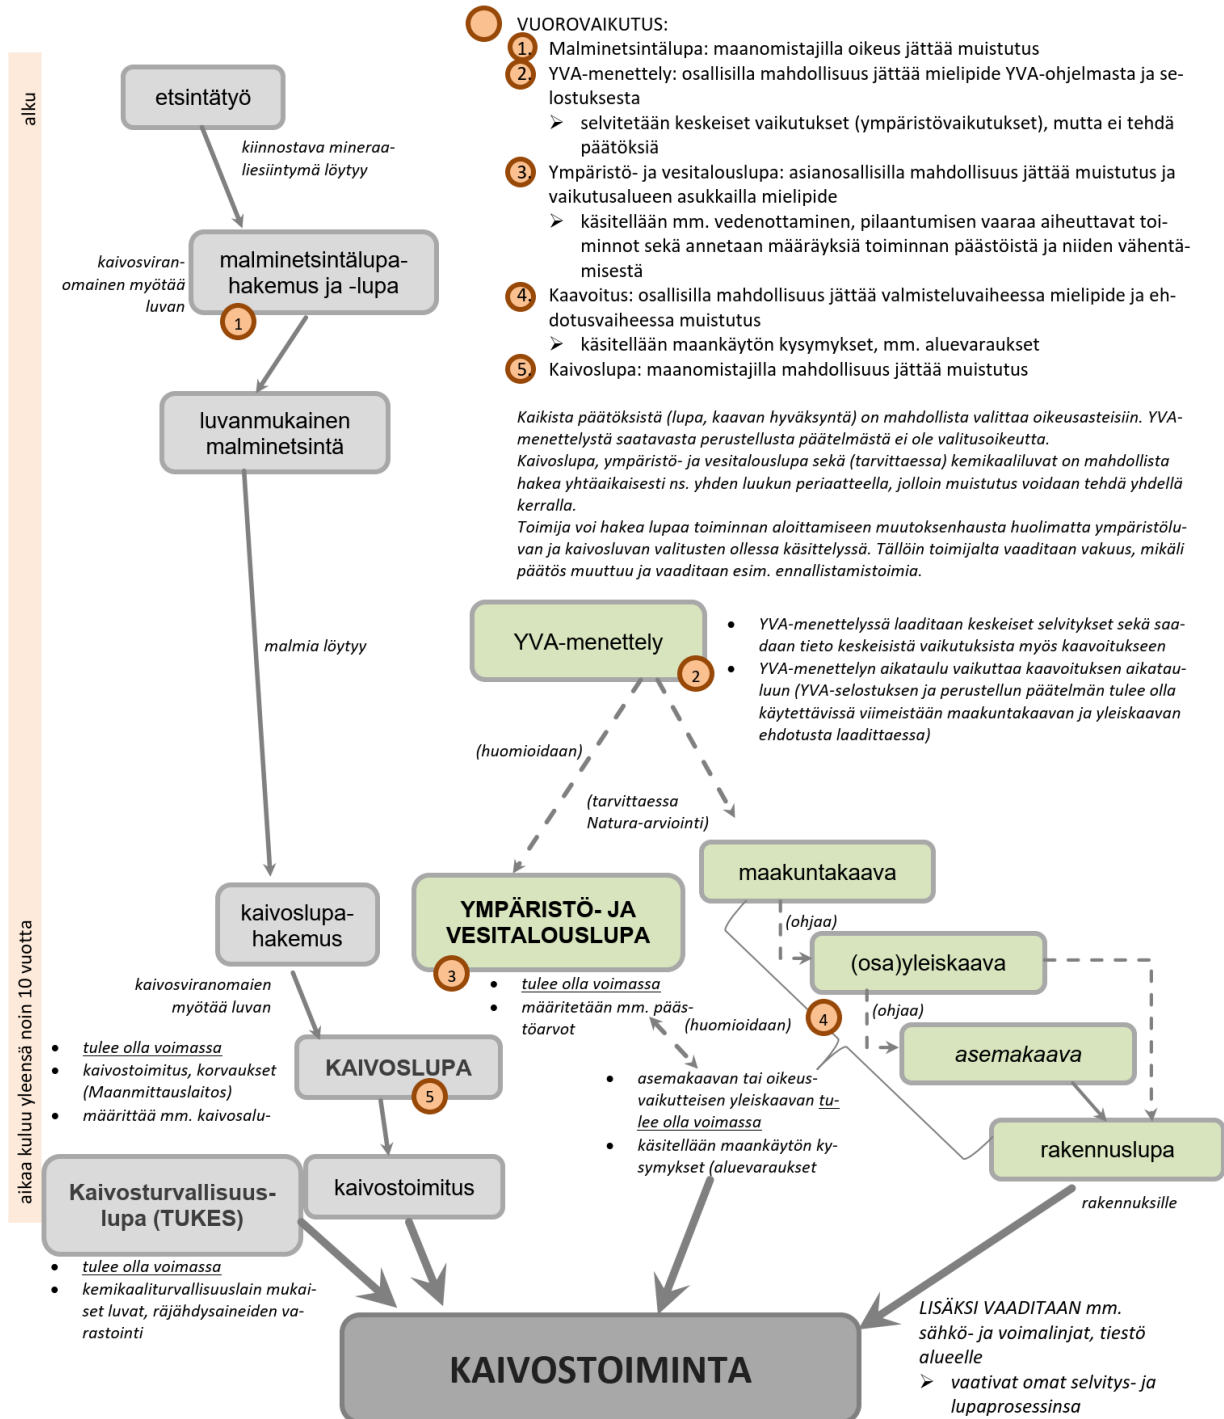 VUOROVAIKUTUS:
1. Malminetsintälupa: maanomistajilla oikeus jättää muistutus
2. YVA-menettely: osallisilla mahdollisuus jättää mielipide YVA-ohjelmasta ja se-
lostuksesta
➢ selvitetään keskeiset vaikutukset (ympäristövaikutukset), mutta ei tehdä
päätöksiä
3. Ympäristö- ja vesitalouslupa: asianosallisilla mahdollisuus jättää muistutus ja
vaikutusalueen asukkailla mielipide
➢ käsitellään mm. vedenottaminen, pilaantumisen vaaraa aiheuttavat toi-
minnot sekä annetaan määräyksiä toiminnan päästöistä ja niiden vähentä-
misestä
4. Kaavoitus: osallisilla mahdollisuus jättää valmisteluvaiheessa mielipide ja eh-
dotusvaiheessa muistutus
➢ käsitellään maankäytön kysymykset, mm. aluevaraukset
5. Kaivoslupa: maanomistajilla mahdollisuus jättää muistutus
Kaikista päätöksistä (lupa, kaavan hyväksyntä) on mahdollista valittaa oikeusasteisiin. YVA-
menettelystä saatavasta perustellusta päätelmästä ei ole valitusoikeutta.
Kaivoslupa, ympäristö- ja vesitalouslupa sekä (tarvittaessa) kemikaaliluvat on mahdollista
hakea yhtäaikaisesti ns. yhden luukun periaatteella, jolloin muistutus voidaan tehdä yhdellä
kerralla.
Toimija voi hakea lupaa toiminnan aloittamiseen muutoksenhausta huolimatta ympäristölu-
van ja kaivosluvan valitusten ollessa käsittelyssä. Tällöin toimijalta vaaditaan vakuus, mikäli
päätös muuttuu ja vaaditaan esim. ennallistamistoimia.
alku
aikaa kuluu yleensä noin 10 vuotta
etsintätyö
kiinnostava mineraa-
liesiintymä löytyy
kaivosviran-
omainen myötää
luvan
malminetsintälupa-
hakemus ja -lupa
1
luvanmukainen
malminetsintä
malmia löytyy
kaivoslupa-
hakemus
kaivosviranomaien
myötää luvan
KAIVOSLUPA
5
• tulee olla voimassa
• kaivostoimitus, korvaukset
(Maanmittauslaitos)
• määrittää mm. kaivosalu-
kaivostoimitus
Kaivosturvallisuus-
lupa (TUKES)
• tulee olla voimassa
• kemikaaliturvallisuuslain mukai-
set luvat, räjähdysaineiden va-
rastointi
YVA-menettely
2
• YVA-menettelyssä laaditaan keskeiset selvitykset sekä saa-
daan tieto keskeisistä vaikutuksista myös kaavoitukseen
• YVA-menettelyn aikataulu vaikuttaa kaavoituksen aikatau-
luun (YVA-selostuksen ja perustellun päätelmän tulee olla
käytettävissä viimeistään maakuntakaavan ja yleiskaavan
ehdotusta laadittaessa)
(huomioidaan)
(tarvittaessa
Natura-arviointi)
YMPÄRISTÖ- JA
VESITALOUSLUPA
3
• tulee olla voimassa
• määritetään mm. pääs-
töarvot
(huomioidaan)
maakuntakaava
(ohjaa)
(osa)yleiskaava
(ohjaa)
4
asemakaava
rakennuslupa
rakennuksille
• asemakaavan tai oikeus-
vaikutteisen yleiskaavan tu-
lee olla voimassa
• käsitellään maankäytön ky-
symykset (aluevaraukset
KAIVOSTOIMINTA
LISÄKSI VAADITAAN mm.
sähkö- ja voimalinjat, tiestö
alueelle
➢ vaativat omat selvitys- ja
lupaprosessinsa